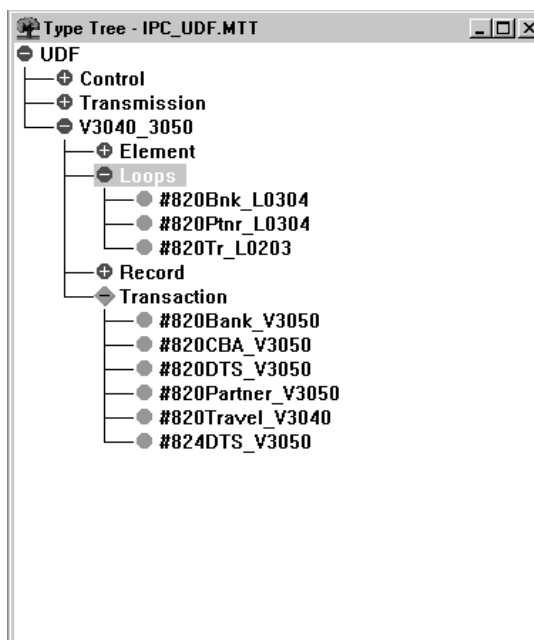 Type Tree - IPC_UDF.MTT
UDF
Control
Transmission
V3040_3050
Element
Loops
#820Bnk_L0304
#820Ptnr_L0304
#820Tr_L0203
Record
Transaction
#820Bank_V3050
#820CBA_V3050
#820DTS_V3050
#820Partner_V3050
#820Travel_V3040
#824DTS_V3050